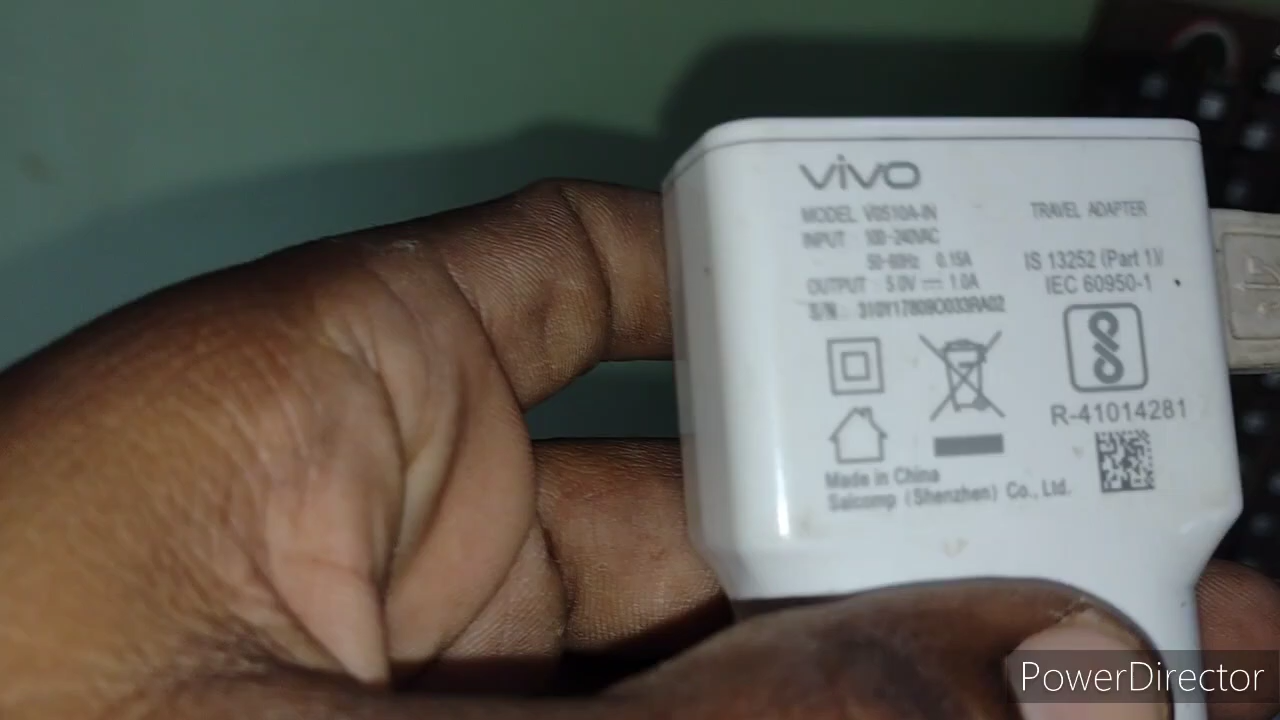 vivo
MODEL V0510A-IN
TRAVEL ADAPTER
INPUT 100-240VAC
50-60Hz 0.15A
OUTPUT 5.0V ⎓ 1.0A
S/N: 310Y17809C033RA02
IS 13252 (Part 1)/
IEC 60950-1
R-41014281
Made in China
Salcomp (Shenzhen) Co., Ltd.
PowerDirector